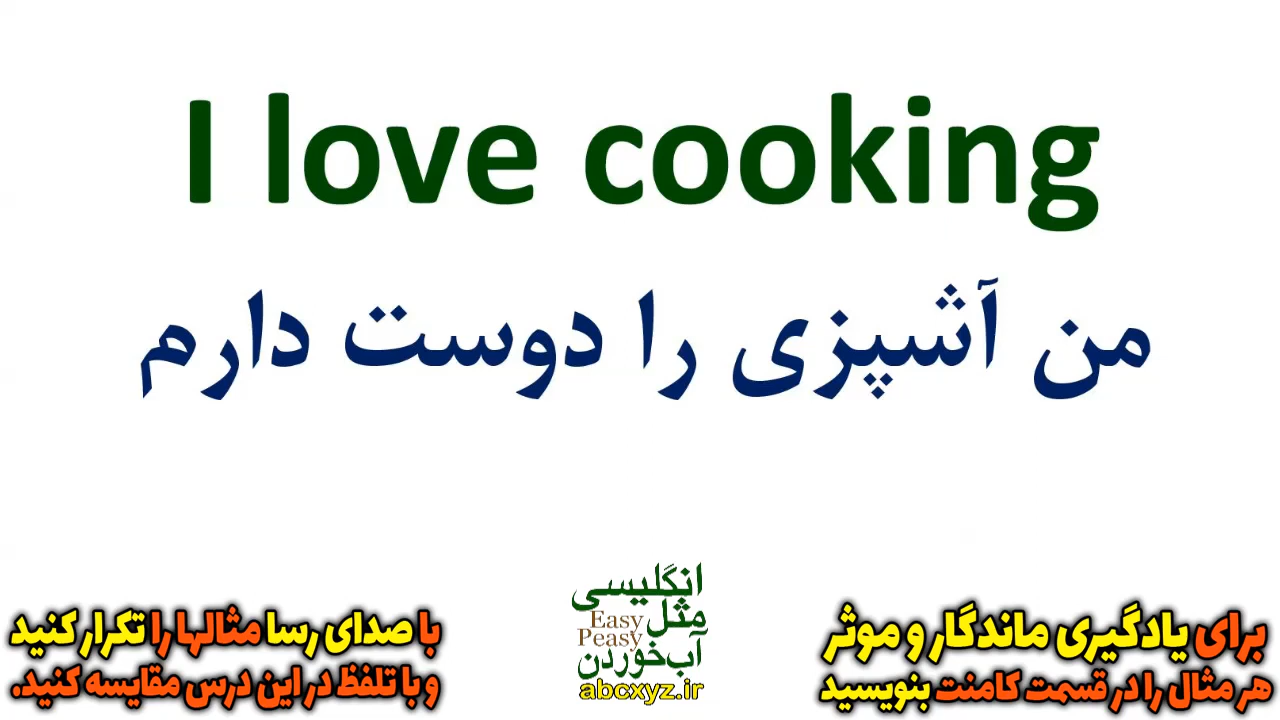 I love cooking
من آشپزی را دوست دارم
برای یادگیری ماندگار و موثر
هر مثال را در قسمت کامنت بنویسید
انگلیسی
مثل Easy
Peasy
آب خوردن
abcxyz.ir
با صدای رسا مثالها را تکرار کنید
و با تلفظ در این درس مقایسه کنید.